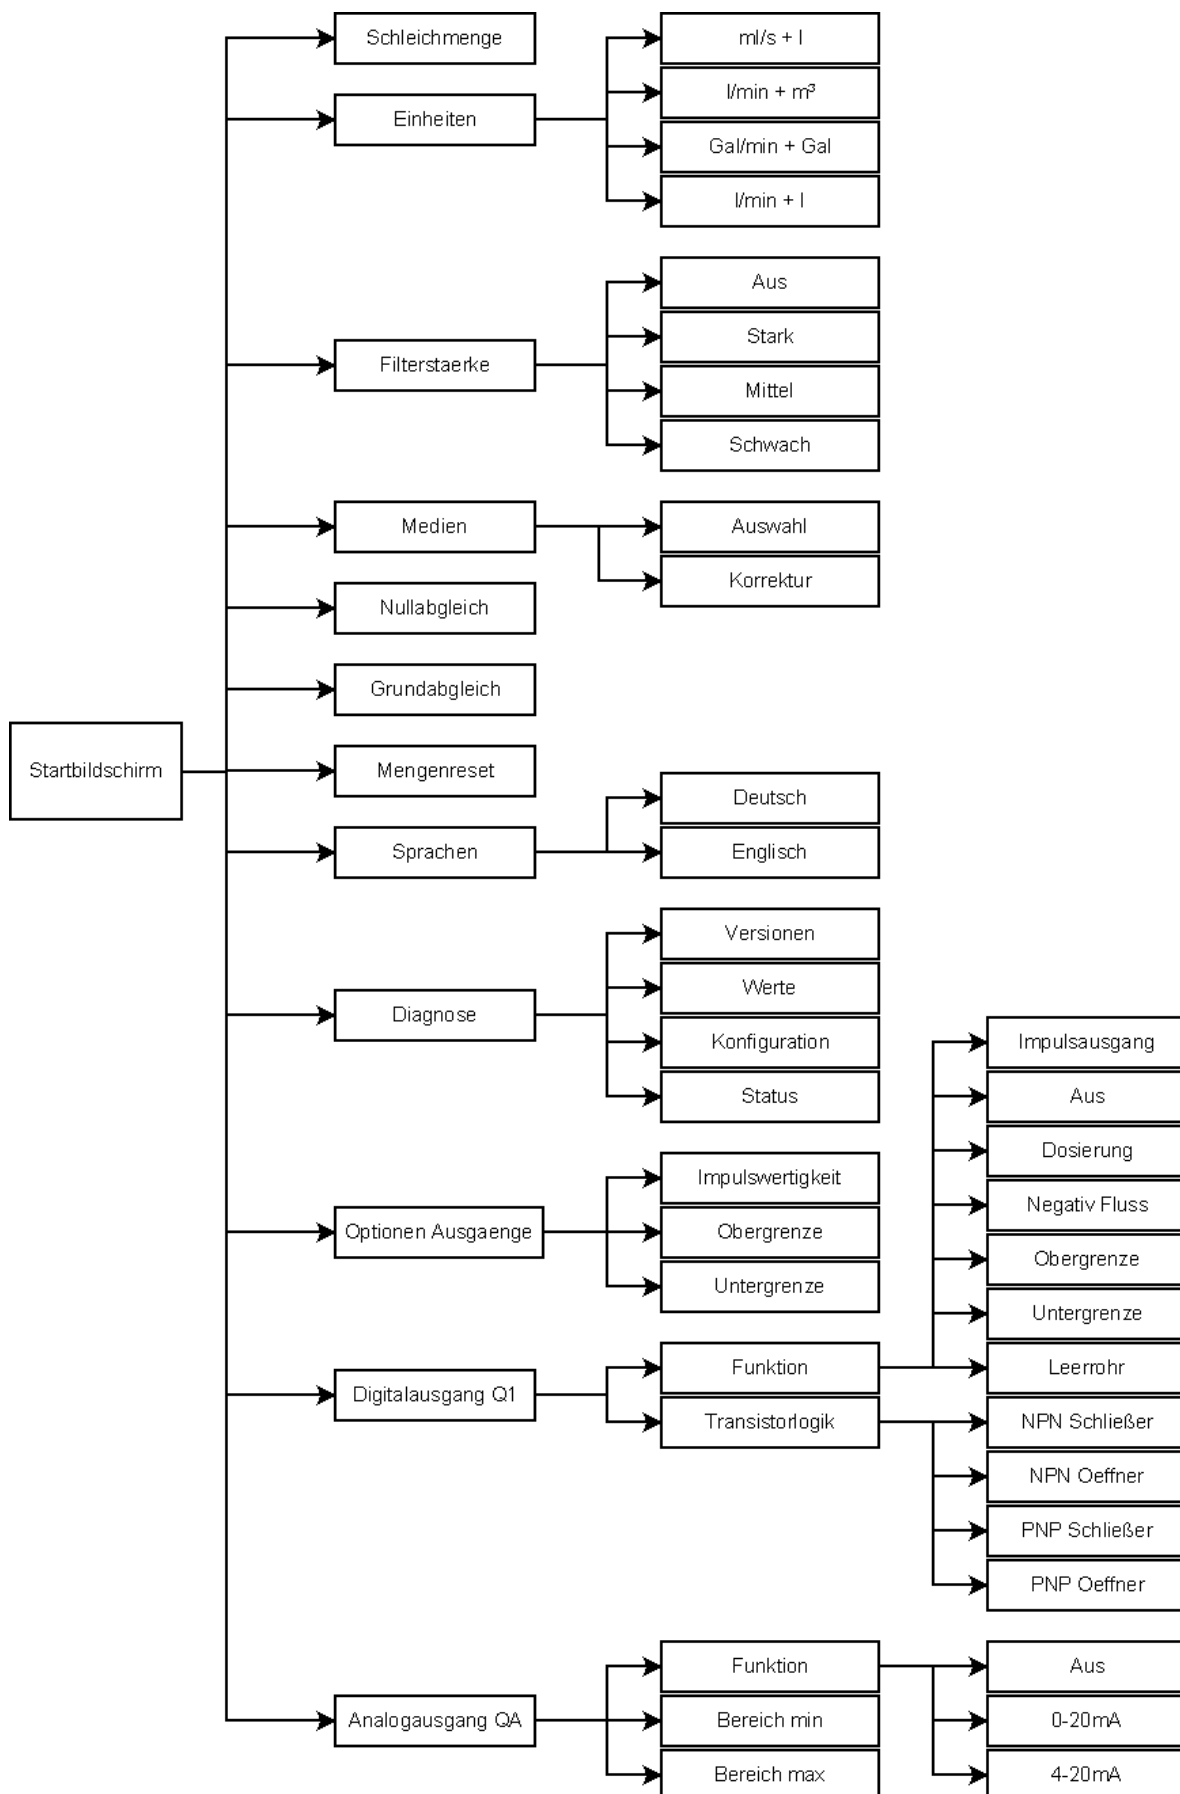 Startbildschirm
Schleichmenge
Einheiten
ml/s + l
l/min + m³
Gal/min + Gal
l/min + l
Filterstaerke
Aus
Stark
Mittel
Schwach
Medien
Auswahl
Korrektur
Nullabgleich
Grundabgleich
Mengenreset
Sprachen
Deutsch
Englisch
Diagnose
Versionen
Werte
Konfiguration
Status
Optionen Ausgaenge
Impulswertigkeit
Obergrenze
Untergrenze
Digitalausgang Q1
Funktion
Impulsausgang
Aus
Dosierung
Negativ Fluss
Obergrenze
Untergrenze
Leerrohr
Transistorlogik
NPN Schließer
NPN Oeffner
PNP Schließer
PNP Oeffner
Analogausgang QA
Funktion
Aus
0-20mA
4-20mA
Bereich min
Bereich max